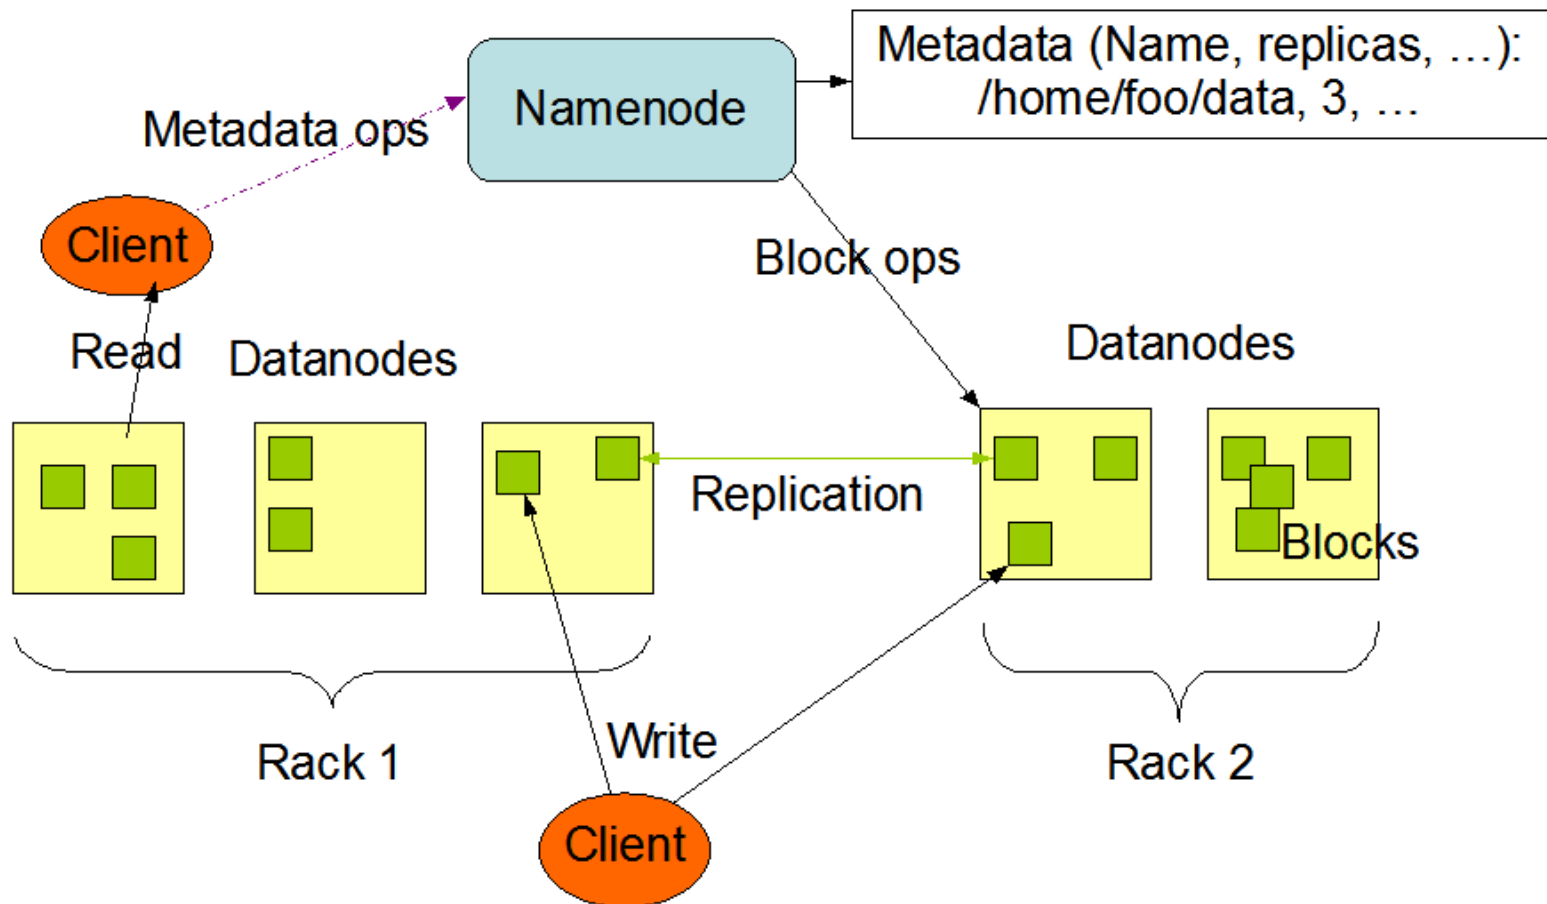 Metadata (Name, replicas, …):
/home/foo/data, 3, …
Namenode
Metadata ops
Client
Block ops
Read
Datanodes
Datanodes
Replication
Blocks
Rack 1
Write
Rack 2
Client